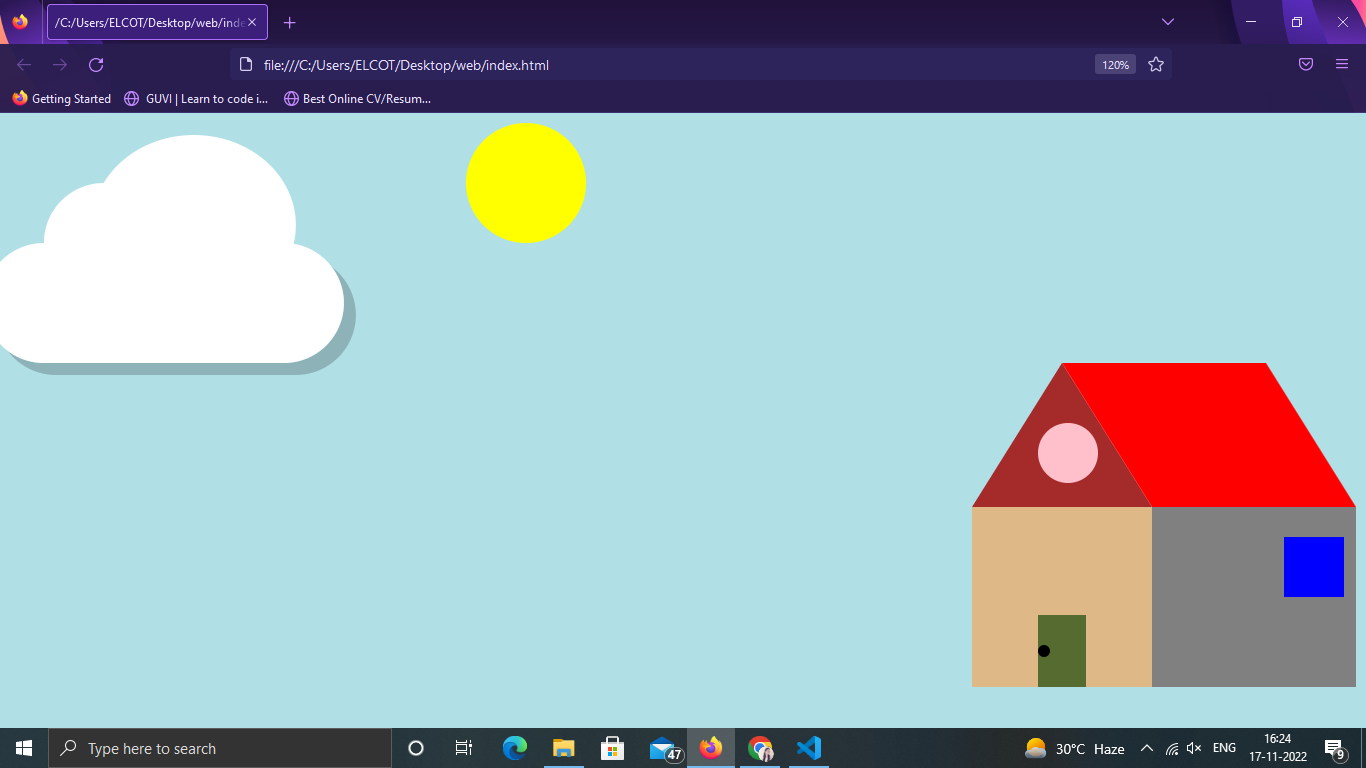 /C:/Users/ELCOT/Desktop/web/inde
file:///C:/Users/ELCOT/Desktop/web/index.html
120%
Getting Started
GUVI | Learn to code i...
Best Online CV/Resum...
Type here to search
47
30°C Haze
ENG
16:24
17-11-2022
9